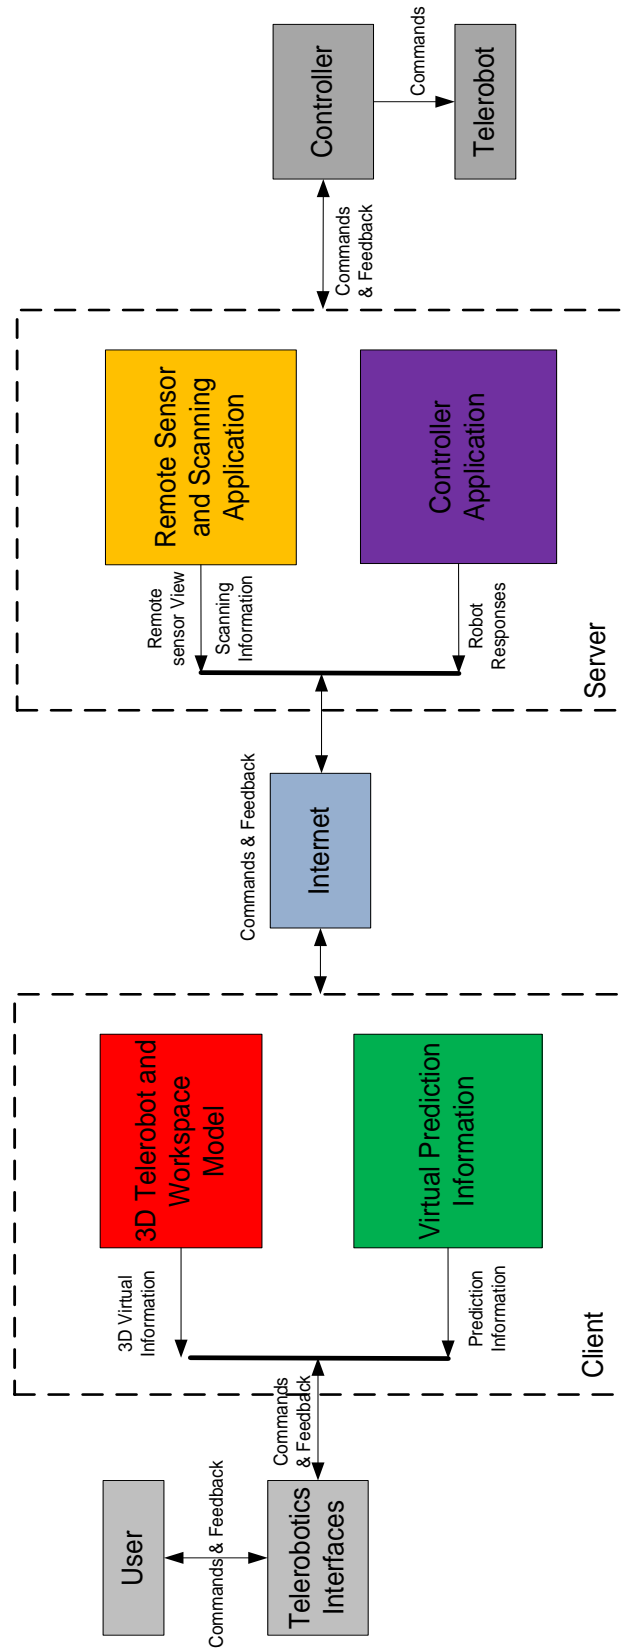 User
Commands & Feedback
Telerobotics
Interfaces
Commands
& Feedback
3D Virtual
Information
3D Telerobot and
Workspace
Model
Prediction
Information
Virtual Prediction
Information
Client
Commands & Feedback
Internet
Remote
sensor View
Scanning
Information
Remote Sensor
and Scanning
Application
Robot
Responses
Controller
Application
Server
Commands
& Feedback
Controller
Commands
Telerobot